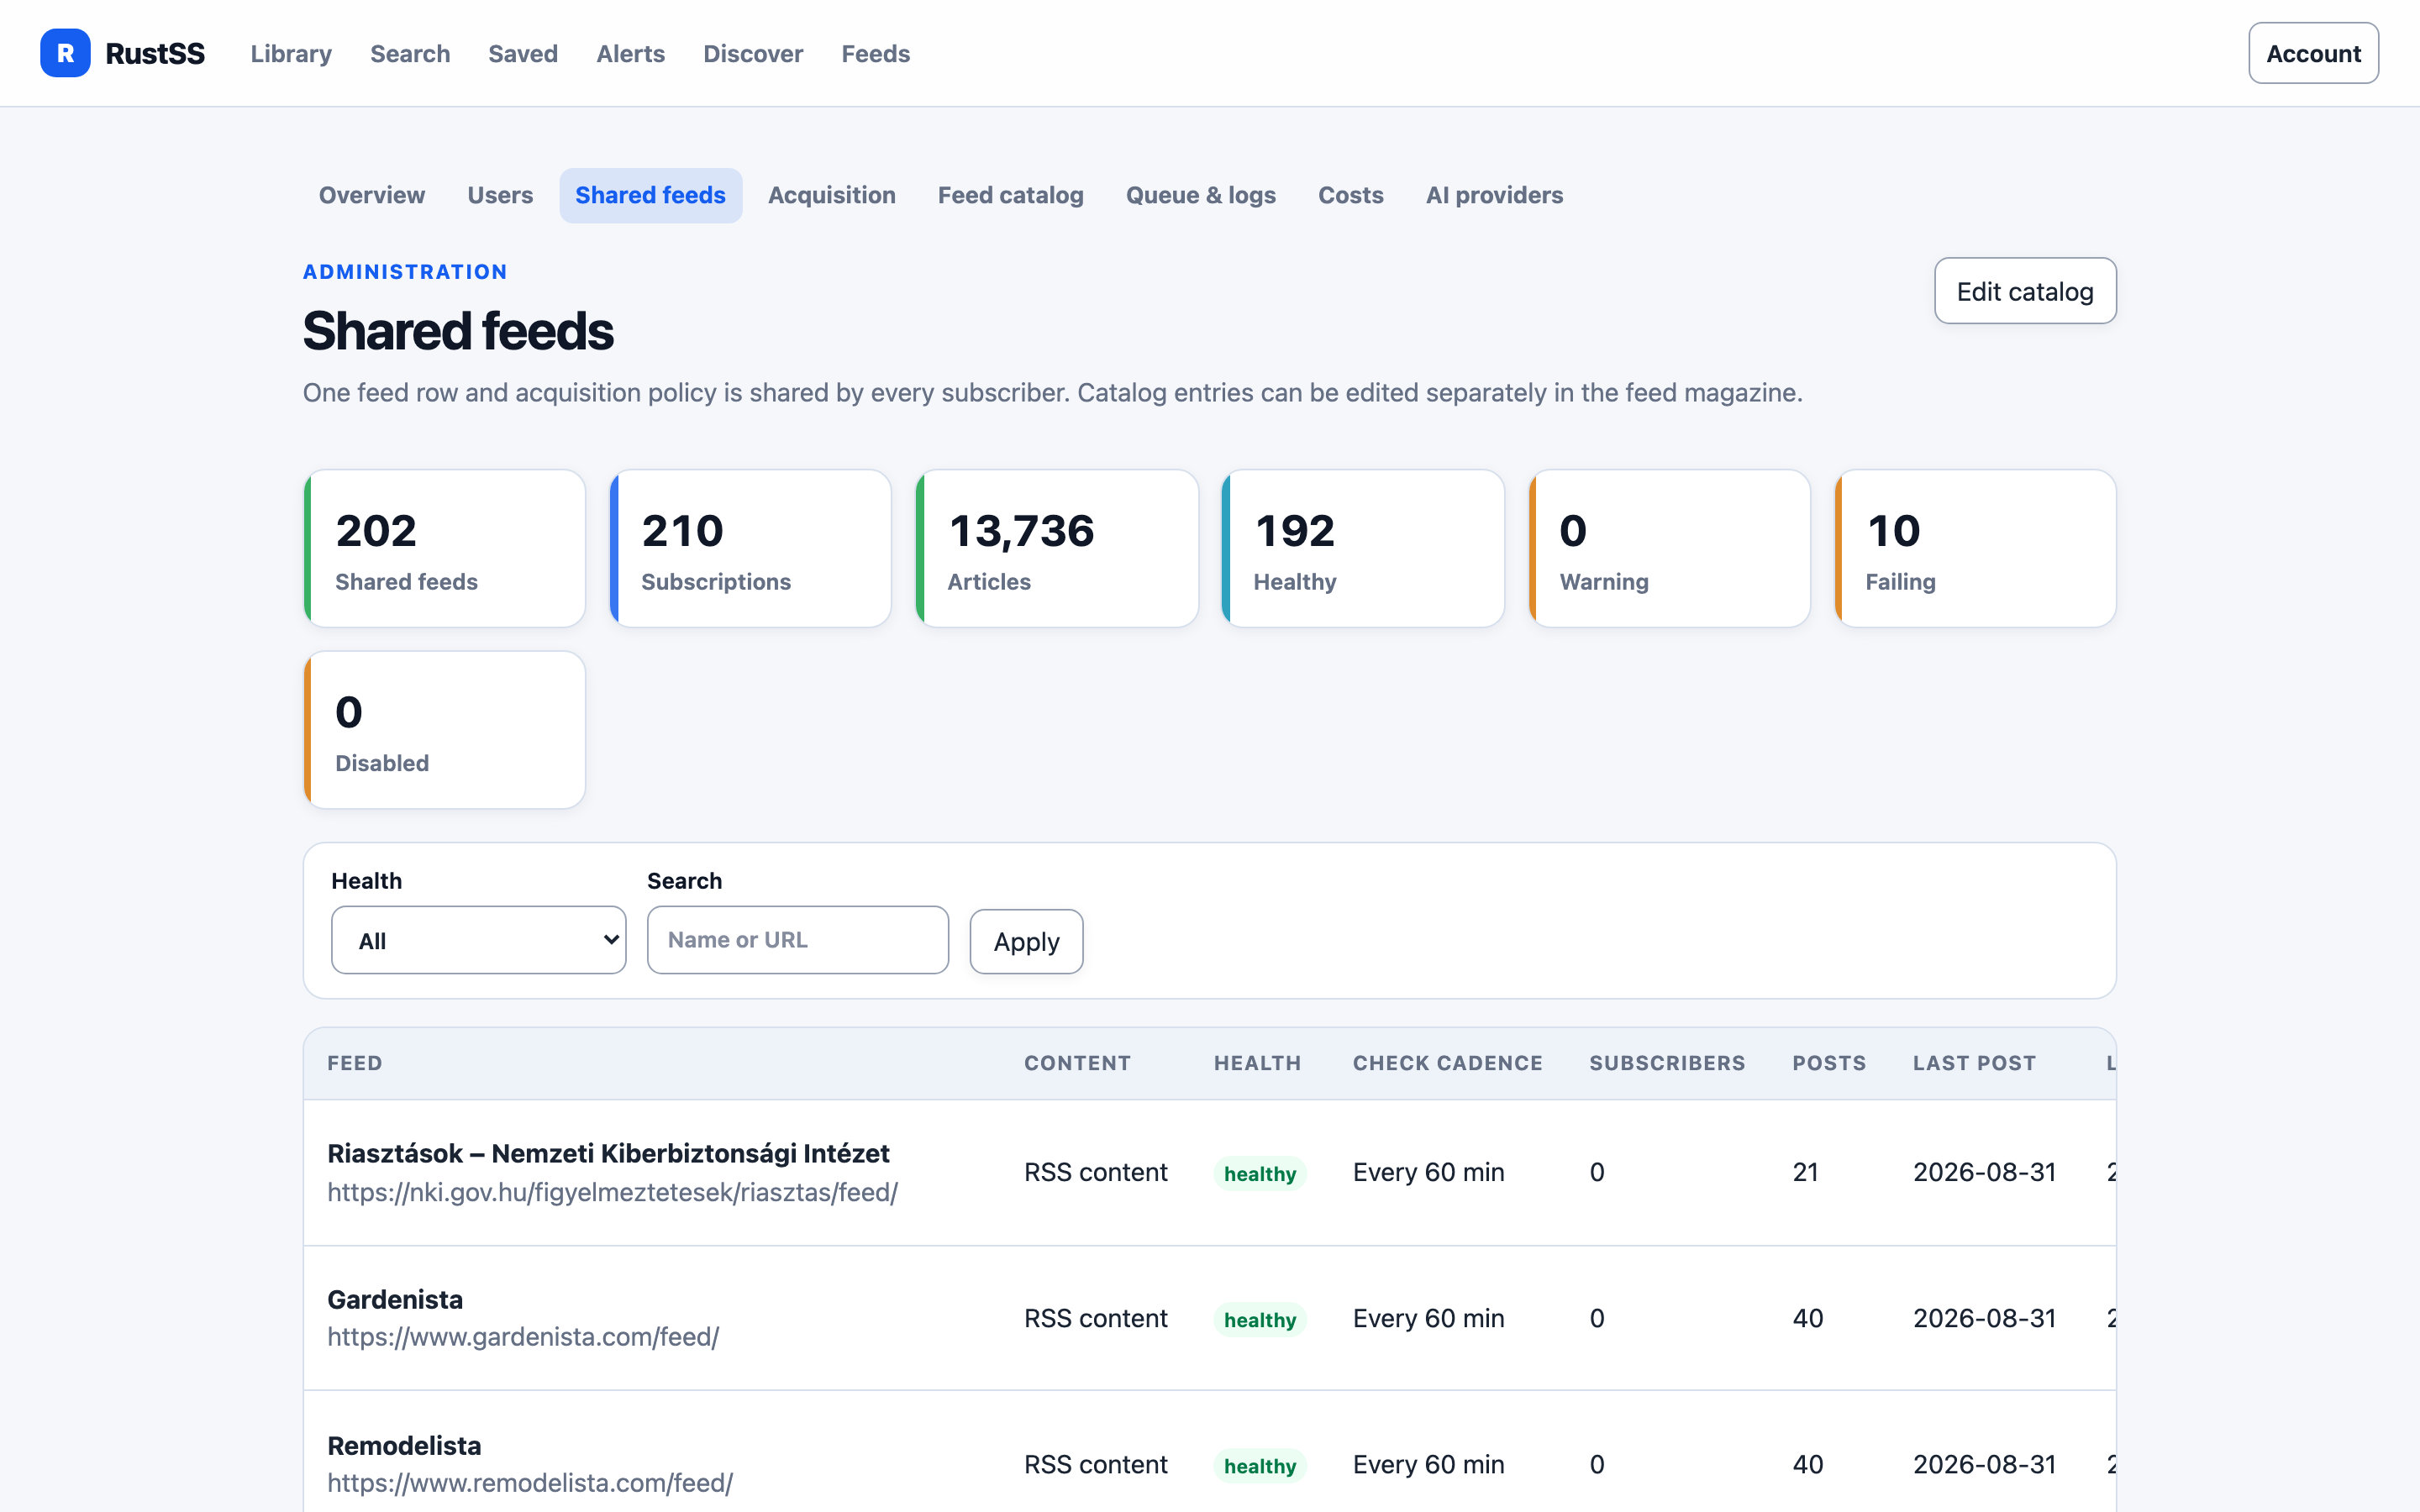 R RustSS Library Search Saved Alerts Discover Feeds Account
Overview Users Shared feeds Acquisition Feed catalog Queue & logs Costs AI providers
ADMINISTRATION
Edit catalog
Shared feeds
One feed row and acquisition policy is shared by every subscriber. Catalog entries can be edited separately in the feed magazine.
202 210 13,736 192 0 10
Shared feeds Subscriptions Articles Healthy Warning Failing
0
Disabled
Health Search
All Name or URL Apply
FEED CONTENT HEALTH CHECK CADENCE SUBSCRIBERS POSTS LAST POST
Riasztások – Nemzeti Kiberbiztonsági Intézet
https://nki.gov.hu/figyelmeztetesek/riasztas/feed/
RSS content healthy Every 60 min 0 21 2026-08-31
Gardenista
https://www.gardenista.com/feed/
RSS content healthy Every 60 min 0 40 2026-08-31
Remodelista
https://www.remodelista.com/feed/
RSS content healthy Every 60 min 0 40 2026-08-31